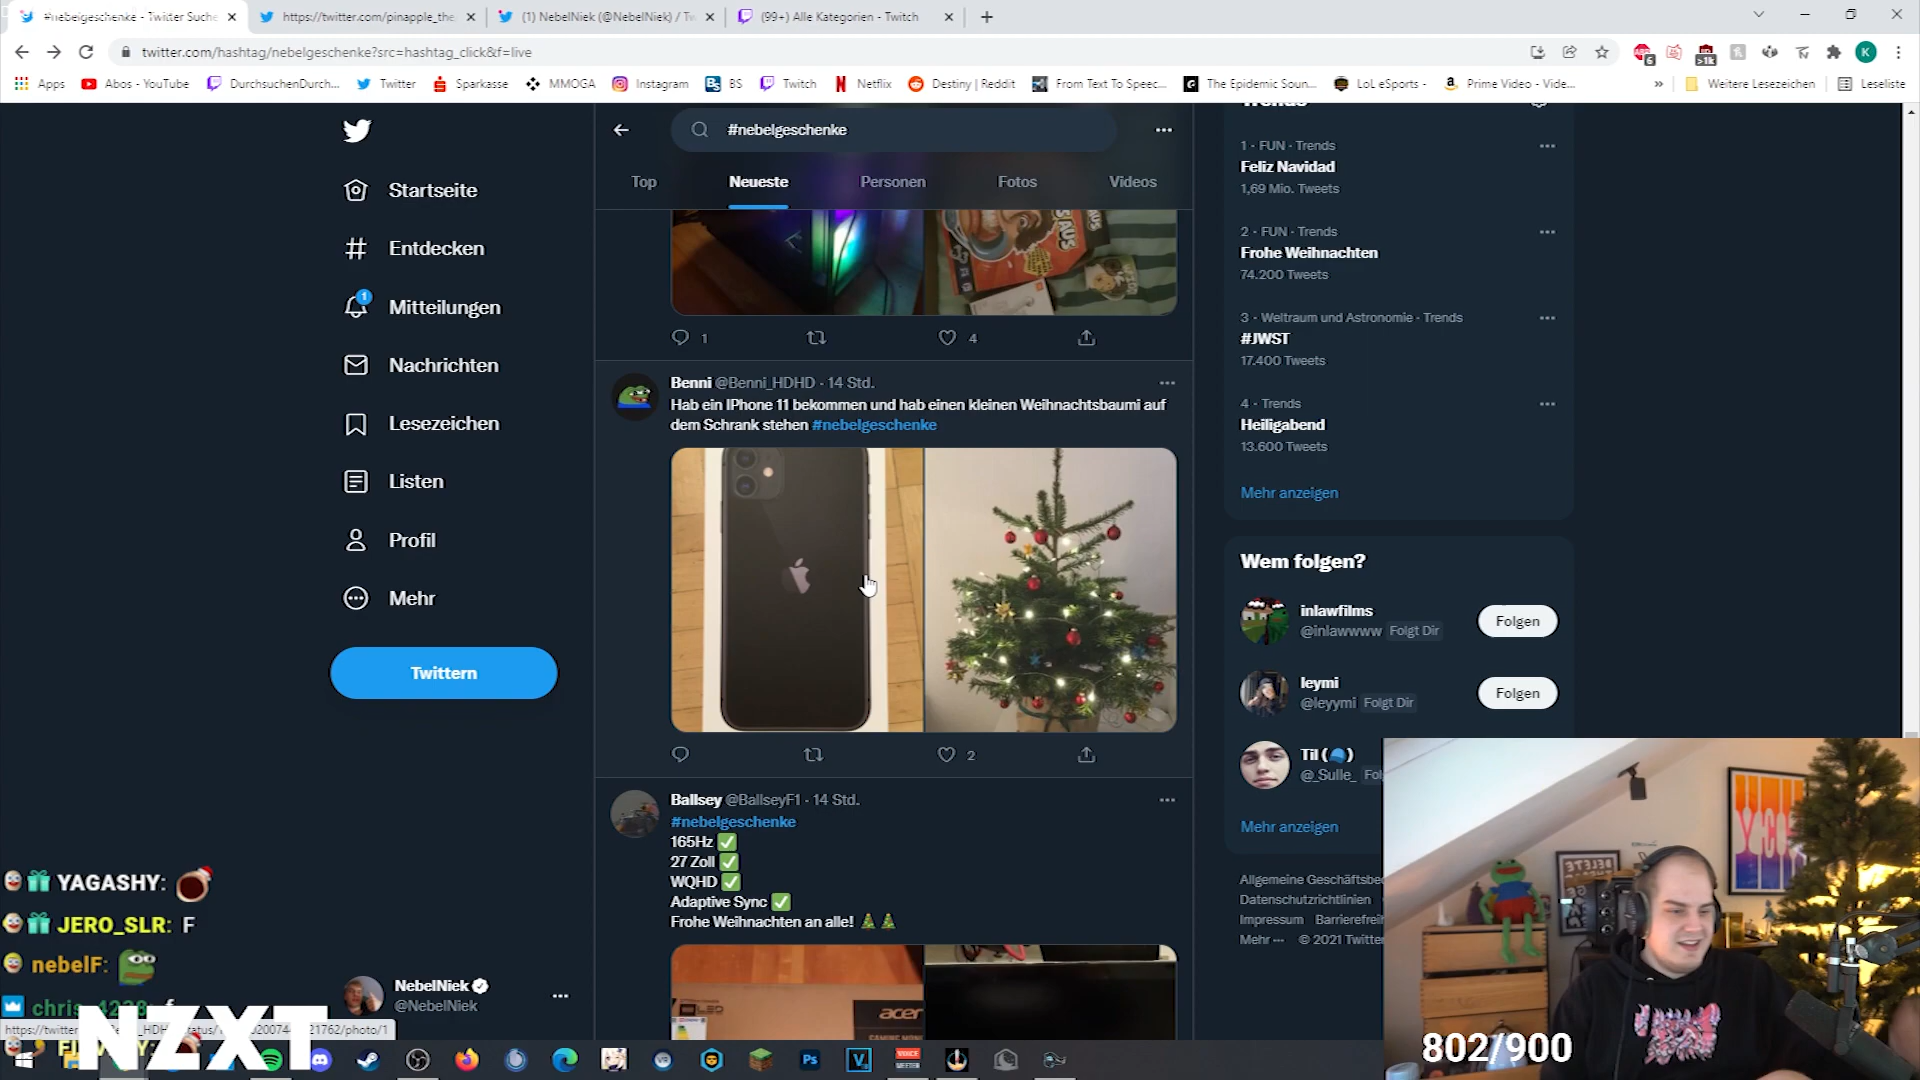 #nebelgeschenke - Twitter Suche
https://twitter.com/pinapple_the
(1) NebelNiek (@NebelNiek) / Tw
(99+) Alle Kategorien - Twitch
twitter.com/hashtag/nebelgeschenke?src=hashtag_click&f=live
6
>1k
K
Apps
Abos - YouTube
DurchsuchenDurch...
Twitter
Sparkasse
MMOGA
Instagram
BS
Twitch
Netflix
Destiny | Reddit
From Text To Speec...
The Epidemic Soun...
LoL eSports -
Prime Video - Vide...
»
Weitere Lesezeichen
Leseliste
Startseite
Entdecken
1
Mitteilungen
Nachrichten
Lesezeichen
Listen
Profil
Mehr
Twittern
NebelNiek
@NebelNiek
#nebelgeschenke
Top
Neueste
Personen
Fotos
Videos
1
4
Benni @Benni_HDHD · 14 Std.
Hab ein IPhone 11 bekommen und hab einen kleinen Weihnachtsbaumi auf
dem Schrank stehen #nebelgeschenke
2
Ballsey @BallseyF1 · 14 Std.
#nebelgeschenke
165Hz ✅
27 Zoll ✅
WQHD ✅
Adaptive Sync ✅
Frohe Weihnachten an alle! 🎄🎄
acer
Trends
1 · FUN · Trends
Feliz Navidad
1,69 Mio. Tweets
2 · FUN · Trends
Frohe Weihnachten
74.200 Tweets
3 · Weltraum und Astronomie · Trends
#JWST
17.400 Tweets
4 · Trends
Heiligabend
13.600 Tweets
Mehr anzeigen
Wem folgen?
inlawfilms
@inlawwww Folgt Dir
Folgen
leymi
@leyymi Folgt Dir
Folgen
Til (🧢)
@_Sulle_ Fol
Mehr anzeigen
Allgemeine Geschäftsbe
Datenschutzrichtlinien
Impressum Barrierefrei
Mehr ··· © 2021 Twitter
YAGASHY:
JERO_SLR: F
nebelF:
chris_4228: f
NZXT
802/900